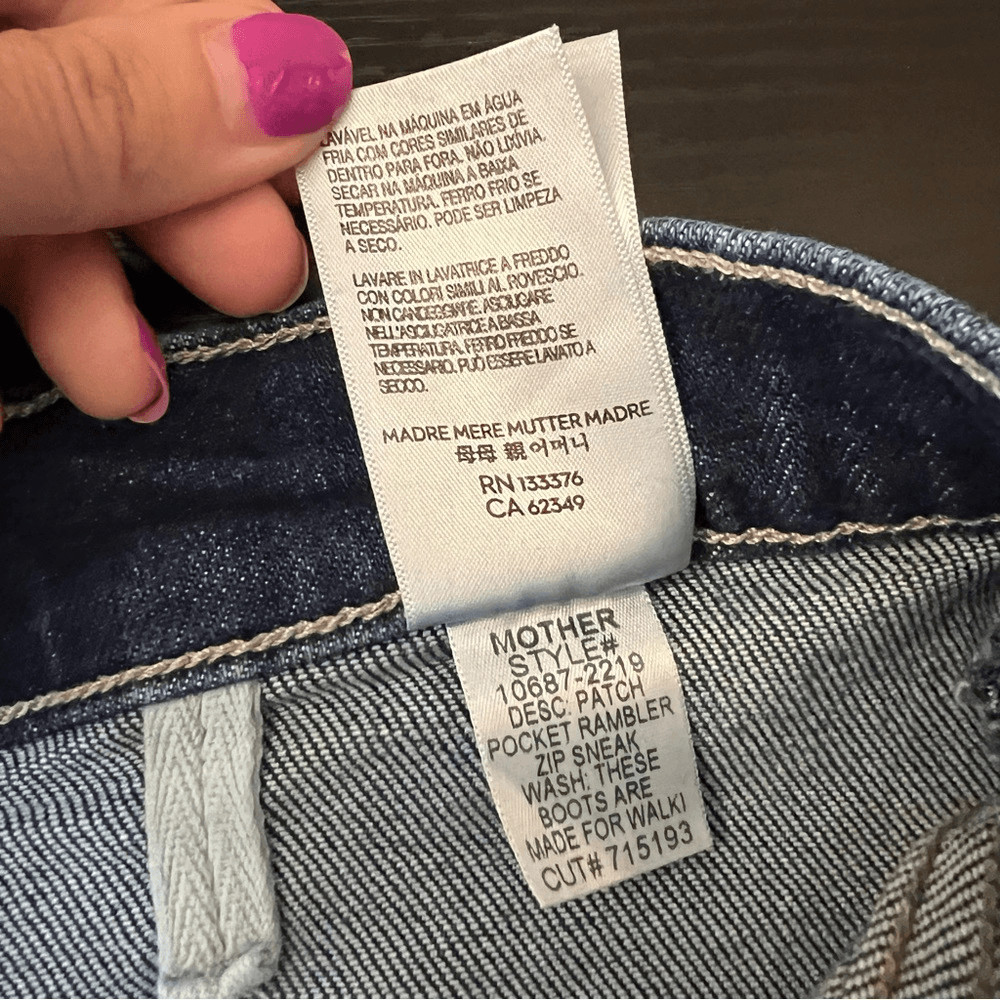 LAVÁVEL NA MÁQUINA EM ÁGUA
FRIA COM CORES SIMILARES DE
DENTRO PARA FORA. NÃO LIXÍVIA.
SECAR NA MÁQUINA A BAIXA
TEMPERATURA. FERRO FRIO SE
NECESSÁRIO. PODE SER LIMPEZA
A SECO.
LAVARE IN LAVATRICE A FREDDO
CON COLORI SIMILI AL ROVESCIO.
NON CANDEGGIARE. ASCIUGARE
NELL'ASCIUGATRICE A BASSA
TEMPERATURA. FERRO FREDDO SE
NECESSARIO. PUÒ ESSERE LAVATO A
SECCO.
MADRE MERE MUTTER MADRE
母母 親 어머니
RN 133376
CA 62349
MOTHER
STYLE#
10687-2219
DESC: PATCH
POCKET RAMBLER
ZIP SNEAK
WASH: THESE
BOOTS ARE
MADE FOR WALKI
CUT# 715193